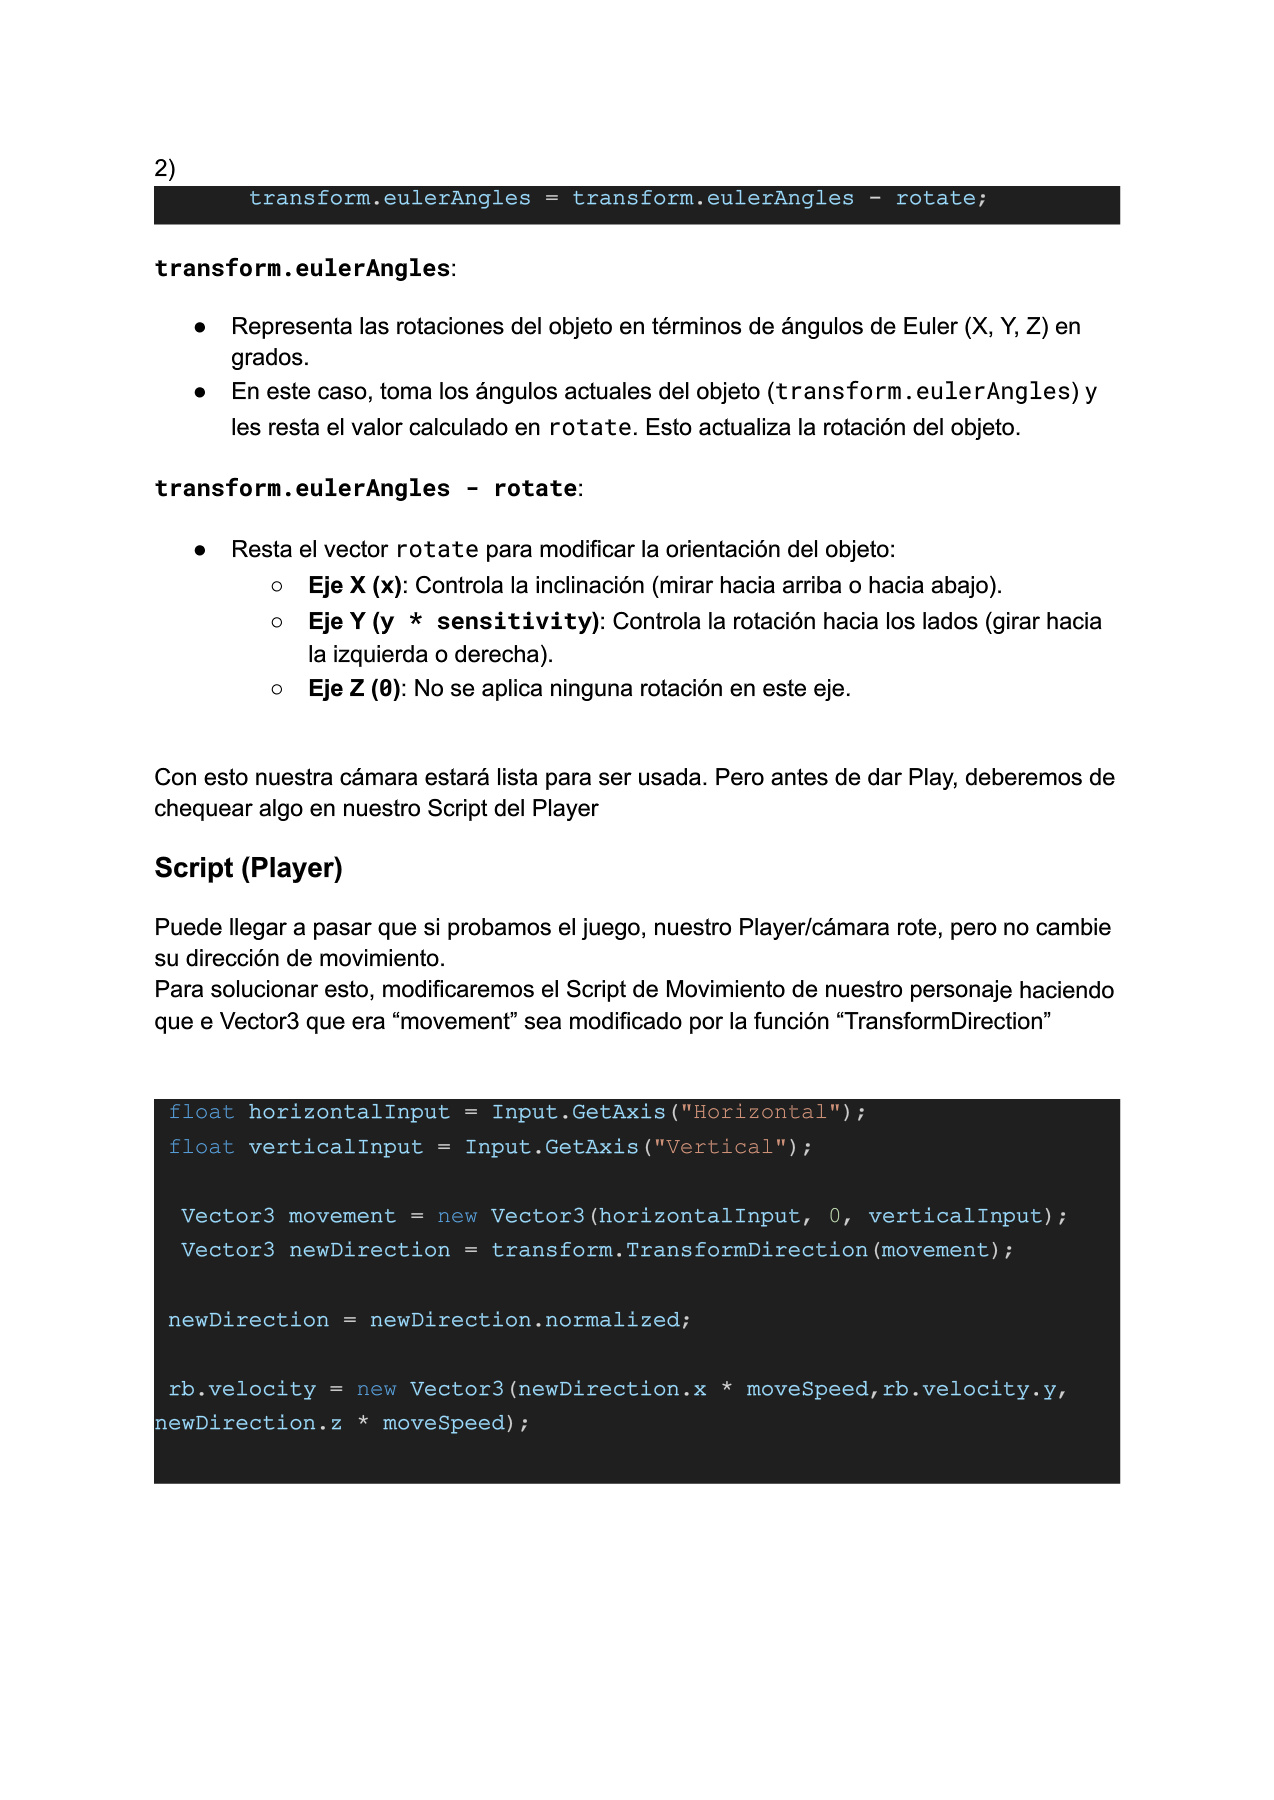 2)
transform.eulerAngles = transform.eulerAngles - rotate;
transform.eulerAngles:
● Representa las rotaciones del objeto en términos de ángulos de Euler (X, Y, Z) en
grados.
● En este caso, toma los ángulos actuales del objeto (transform.eulerAngles) y
les resta el valor calculado en rotate. Esto actualiza la rotación del objeto.
transform.eulerAngles - rotate:
● Resta el vector rotate para modificar la orientación del objeto:
○ Eje X (x): Controla la inclinación (mirar hacia arriba o hacia abajo).
○ Eje Y (y * sensitivity): Controla la rotación hacia los lados (girar hacia
la izquierda o derecha).
○ Eje Z (0): No se aplica ninguna rotación en este eje.
Con esto nuestra cámara estará lista para ser usada. Pero antes de dar Play, deberemos de
chequear algo en nuestro Script del Player
Script (Player)
Puede llegar a pasar que si probamos el juego, nuestro Player/cámara rote, pero no cambie
su dirección de movimiento.
Para solucionar esto, modificaremos el Script de Movimiento de nuestro personaje haciendo
que e Vector3 que era “movement” sea modificado por la función “TransformDirection”
float horizontalInput = Input.GetAxis("Horizontal");
float verticalInput = Input.GetAxis("Vertical");
Vector3 movement = new Vector3(horizontalInput, 0, verticalInput);
Vector3 newDirection = transform.TransformDirection(movement);
newDirection = newDirection.normalized;
rb.velocity = new Vector3(newDirection.x * moveSpeed,rb.velocity.y,
newDirection.z * moveSpeed);